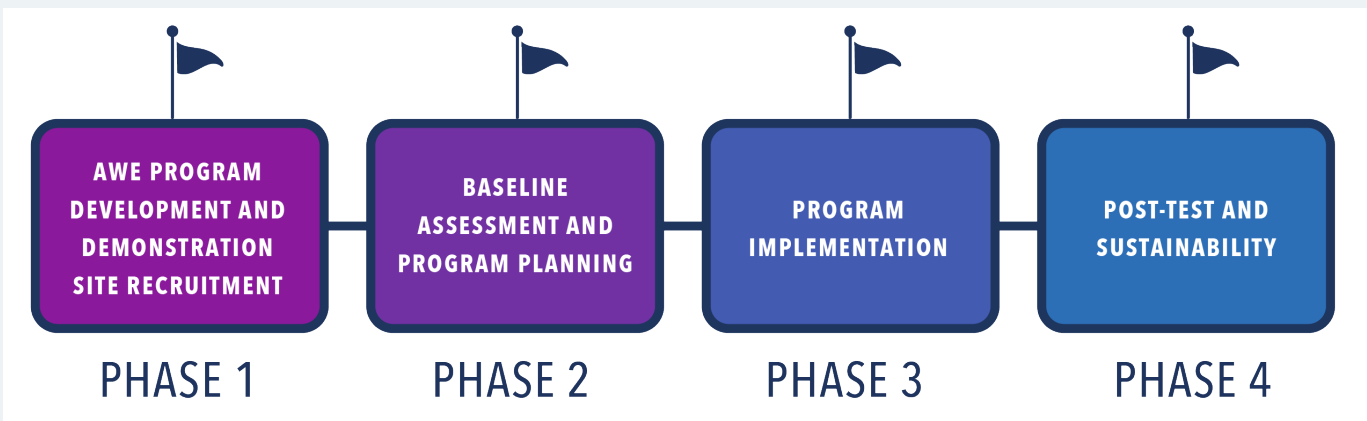 AWE PROGRAM
DEVELOPMENT AND
DEMONSTRATION
SITE RECRUITMENT
PHASE 1
BASELINE
ASSESSMENT AND
PROGRAM PLANNING
PHASE 2
PROGRAM
IMPLEMENTATION
PHASE 3
POST-TEST AND
SUSTAINABILITY
PHASE 4